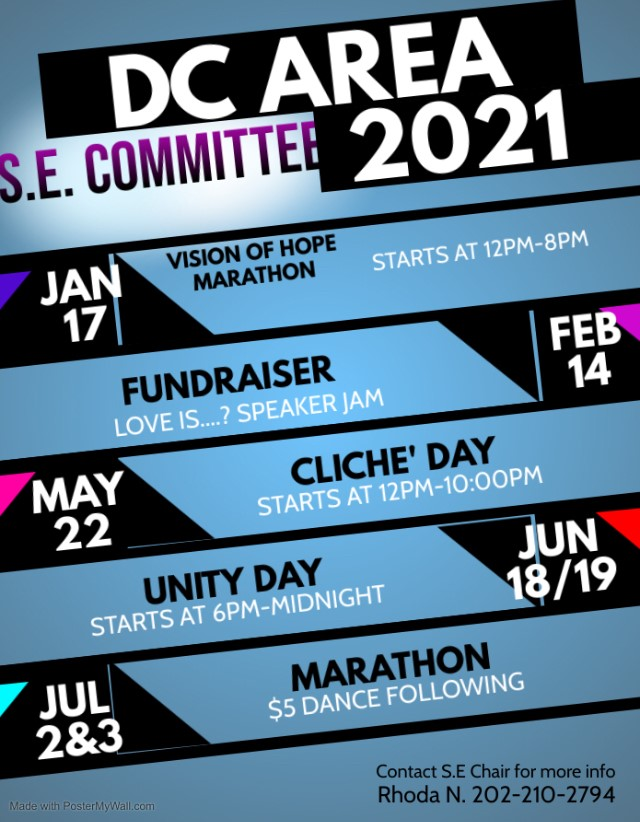 DC AREA
S.E. COMMITTEE 2021
JAN
17
VISION OF HOPE
MARATHON
STARTS AT 12PM-8PM
FEB
14
FUNDRAISER
LOVE IS....? SPEAKER JAM
MAY
22
CLICHE' DAY
STARTS AT 12PM-10:00PM
JUN
18/19
UNITY DAY
STARTS AT 6PM-MIDNIGHT
JUL
2&3
MARATHON
$5 DANCE FOLLOWING
Contact S.E Chair for more info
Rhoda N. 202-210-2794
Made with PosterMyWall.com